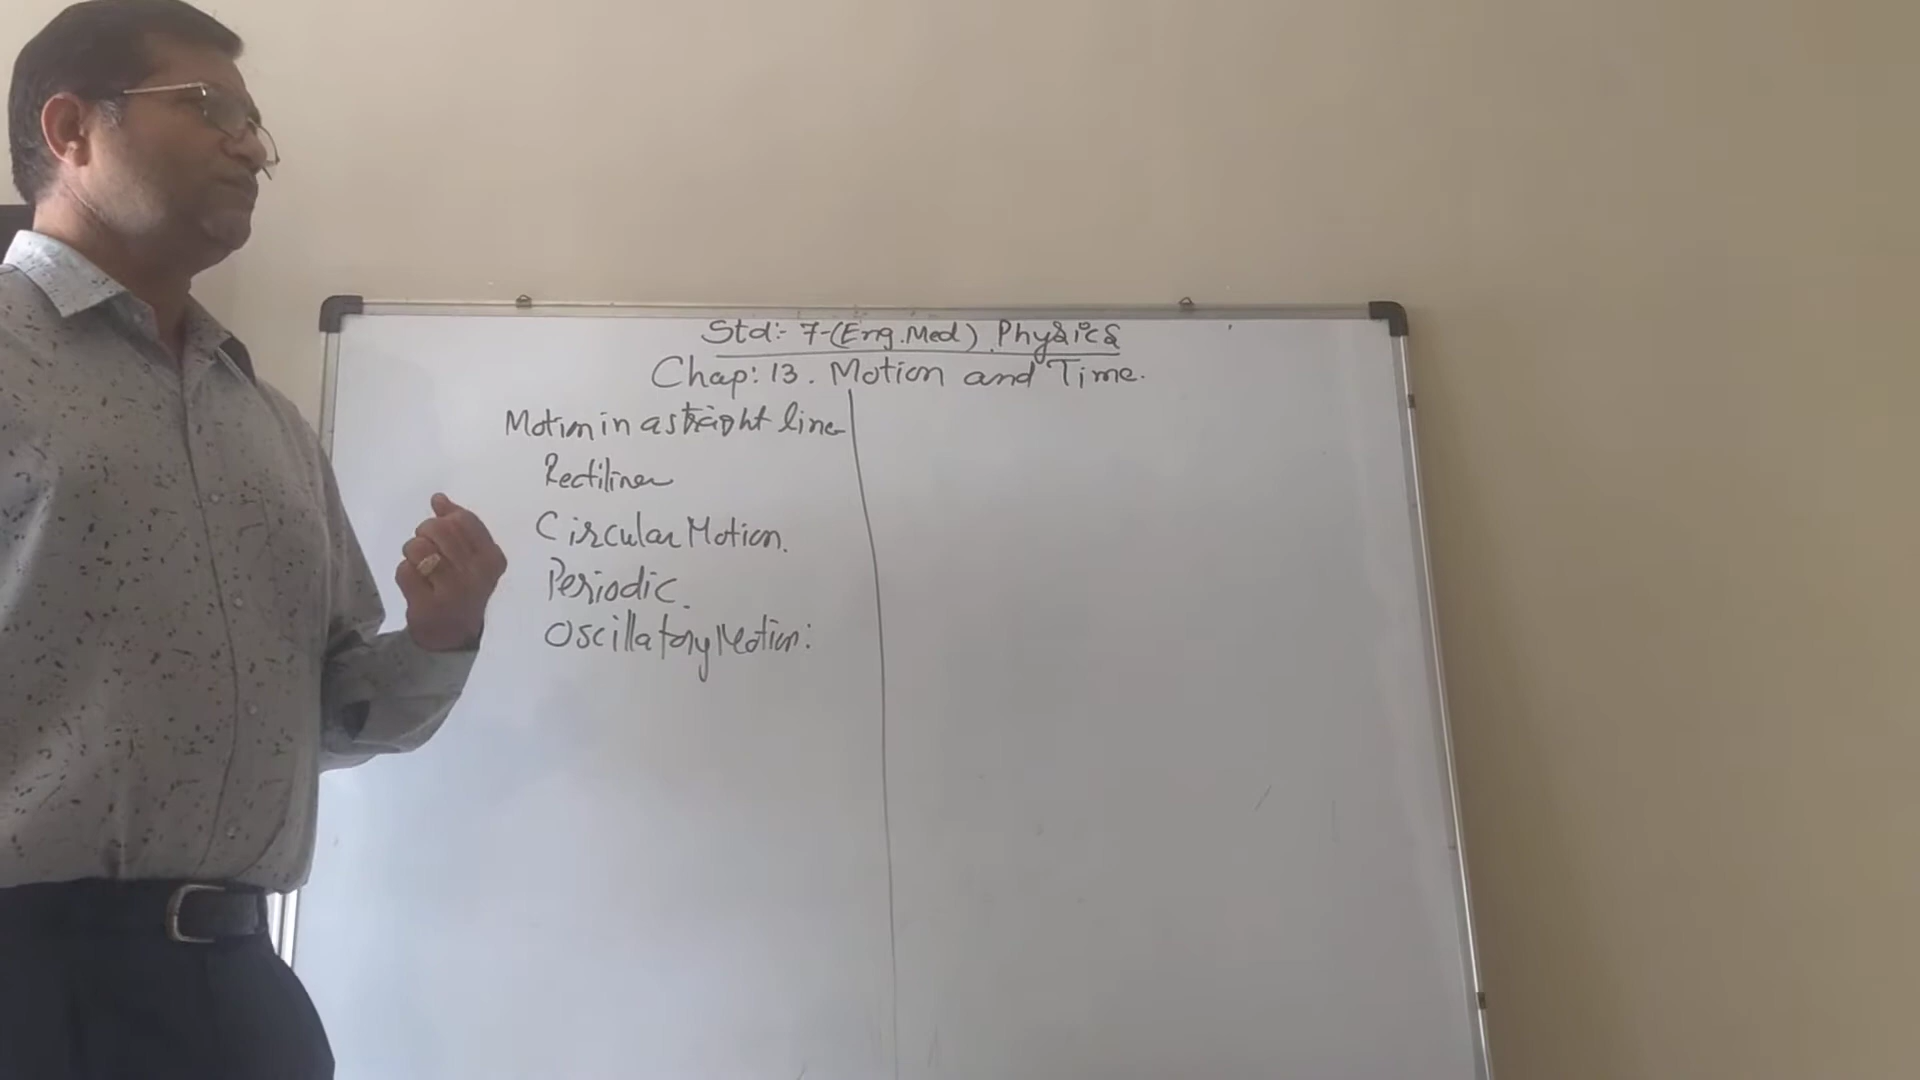 Std:- 7-(Eng.Med) Physics
Chap: 13. Motion and Time.
Motion in a straight line
Rectiliner
Circular Motion.
Periodic.
Oscillatory Motion: